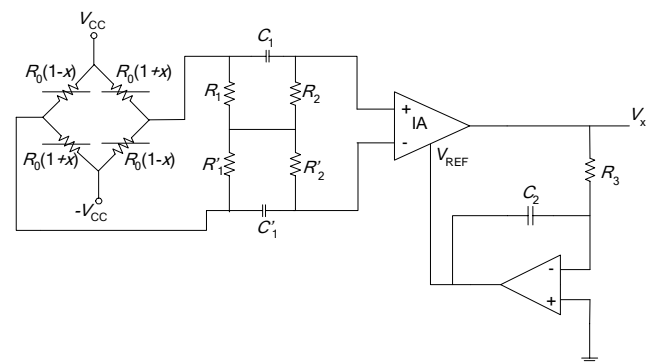 V_CC
R_0(1-x) R_0(1+x)
R_0(1+x) R_0(1-x)
-V_CC
C_1
R_1 R_2
R'_1 R'_2
C'_1
+
IA
-
V_REF
V_x
R_3
C_2
-
+